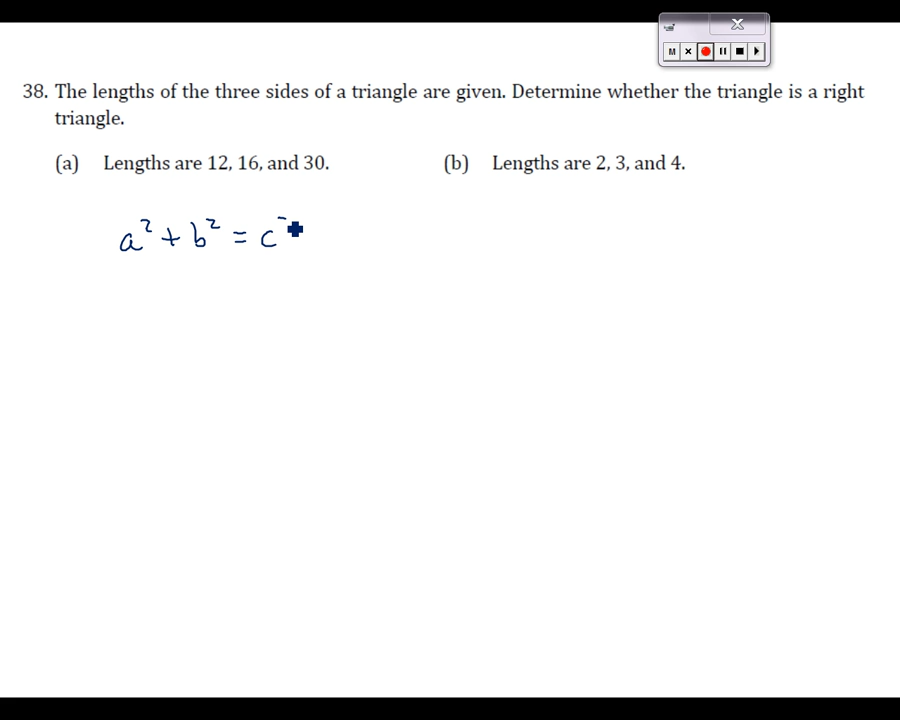 38. The lengths of the three sides of a triangle are given. Determine whether the triangle is a right
triangle.
(a) Lengths are 12, 16, and 30. (b) Lengths are 2, 3, and 4.
a² + b² = c